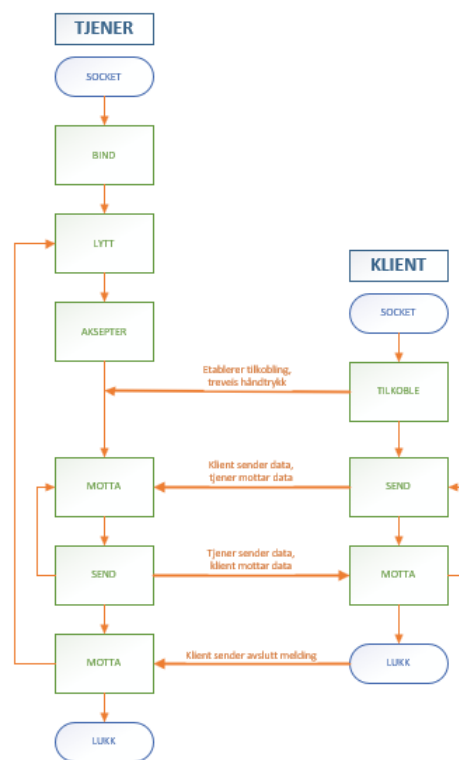 TJENER
SOCKET
BIND
LYTT
KLIENT
SOCKET
AKSEPTER
Etablerer tilkobling,
treveis håndtrykk
TILKOBLE
Klient sender data,
tjener mottar data
MOTTA
SEND
Tjener sender data,
klient mottar data
SEND
MOTTA
Klient sender avslutt melding
MOTTA
LUKK
LUKK